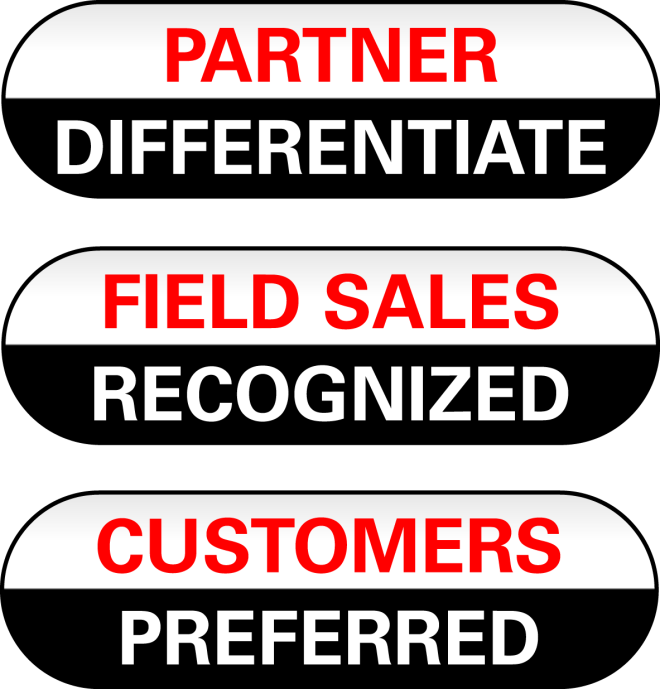 PARTNER
DIFFERENTIATE
FIELD SALES
RECOGNIZED
CUSTOMERS
PREFERRED